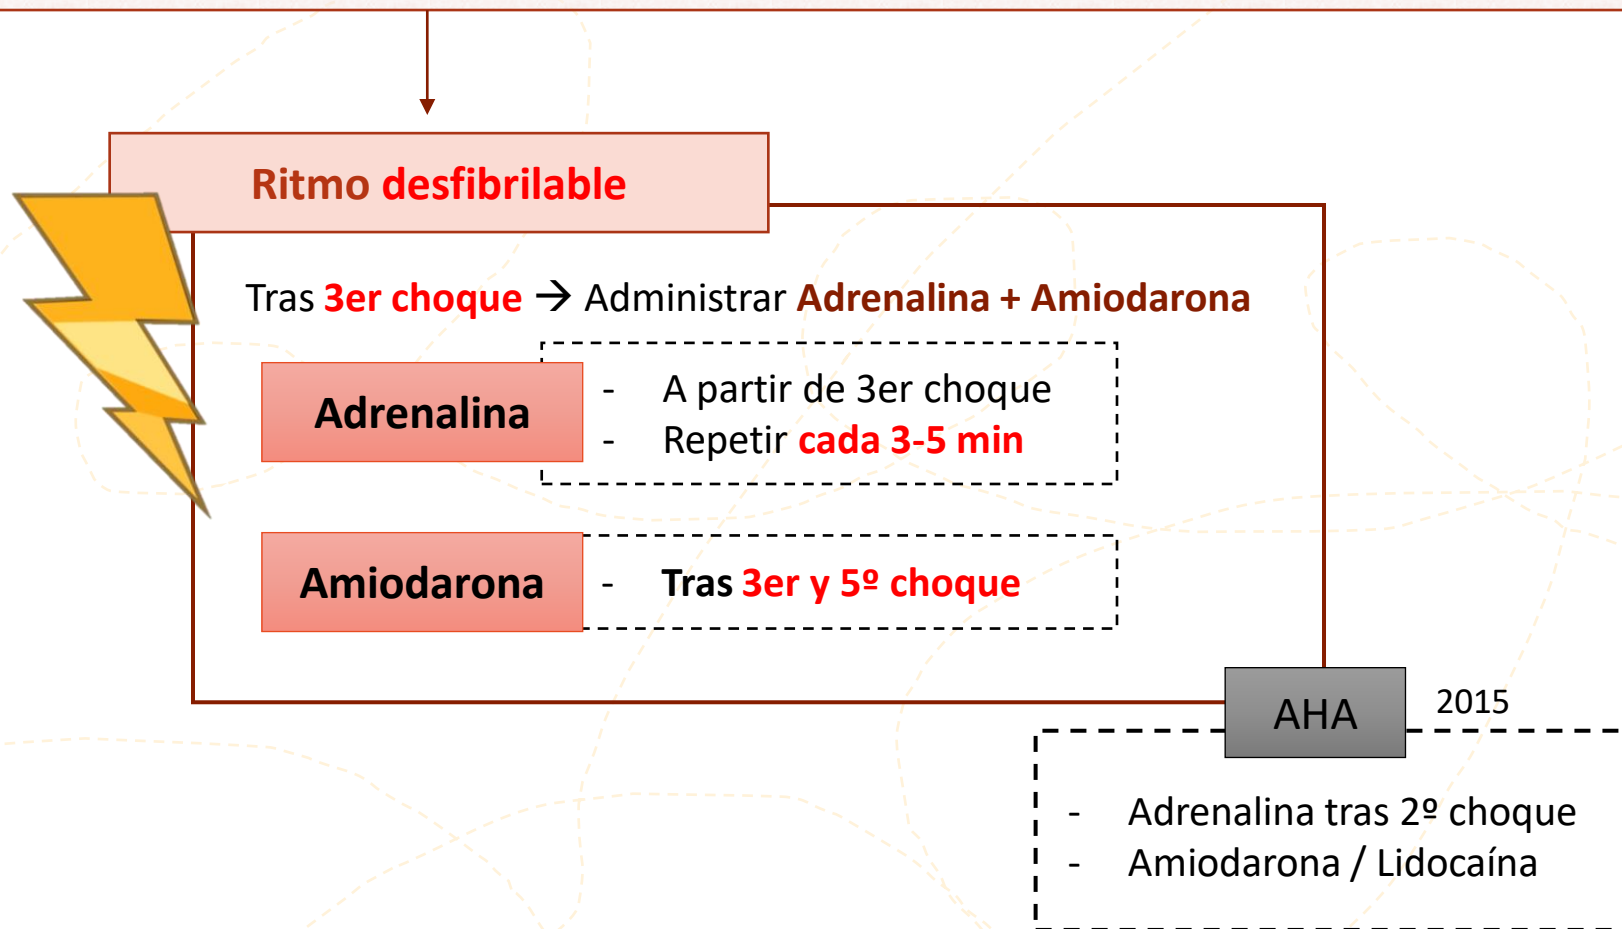 Ritmo desfibrilable
Tras 3er choque → Administrar Adrenalina + Amiodarona
Adrenalina
- A partir de 3er choque
- Repetir cada 3-5 min
Amiodarona
- Tras 3er y 5º choque
AHA
2015
- Adrenalina tras 2º choque
- Amiodarona / Lidocaína